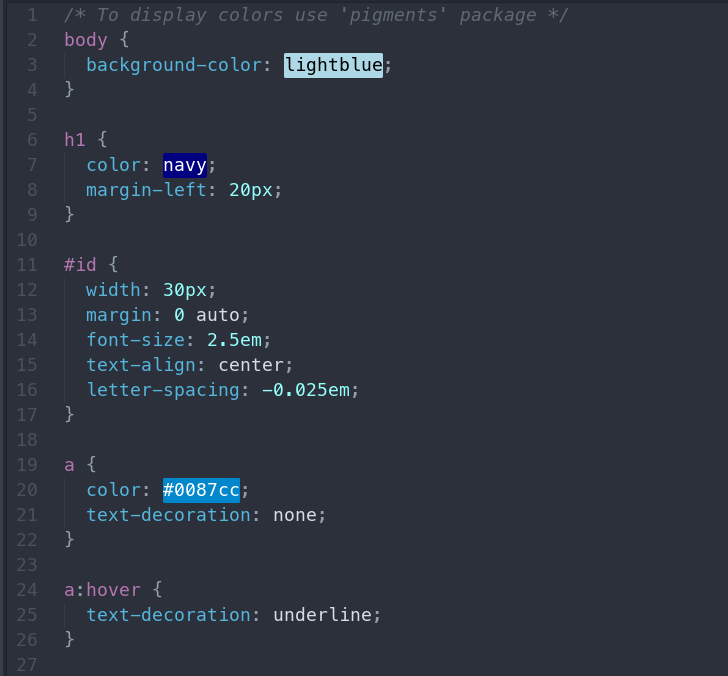 1 /* To display colors use 'pigments' package */
2 body {
3   background-color: lightblue;
4 }
5
6 h1 {
7   color: navy;
8   margin-left: 20px;
9 }
10
11 #id {
12   width: 30px;
13   margin: 0 auto;
14   font-size: 2.5em;
15   text-align: center;
16   letter-spacing: -0.025em;
17 }
18
19 a {
20   color: #0087cc;
21   text-decoration: none;
22 }
23
24 a:hover {
25   text-decoration: underline;
26 }
27